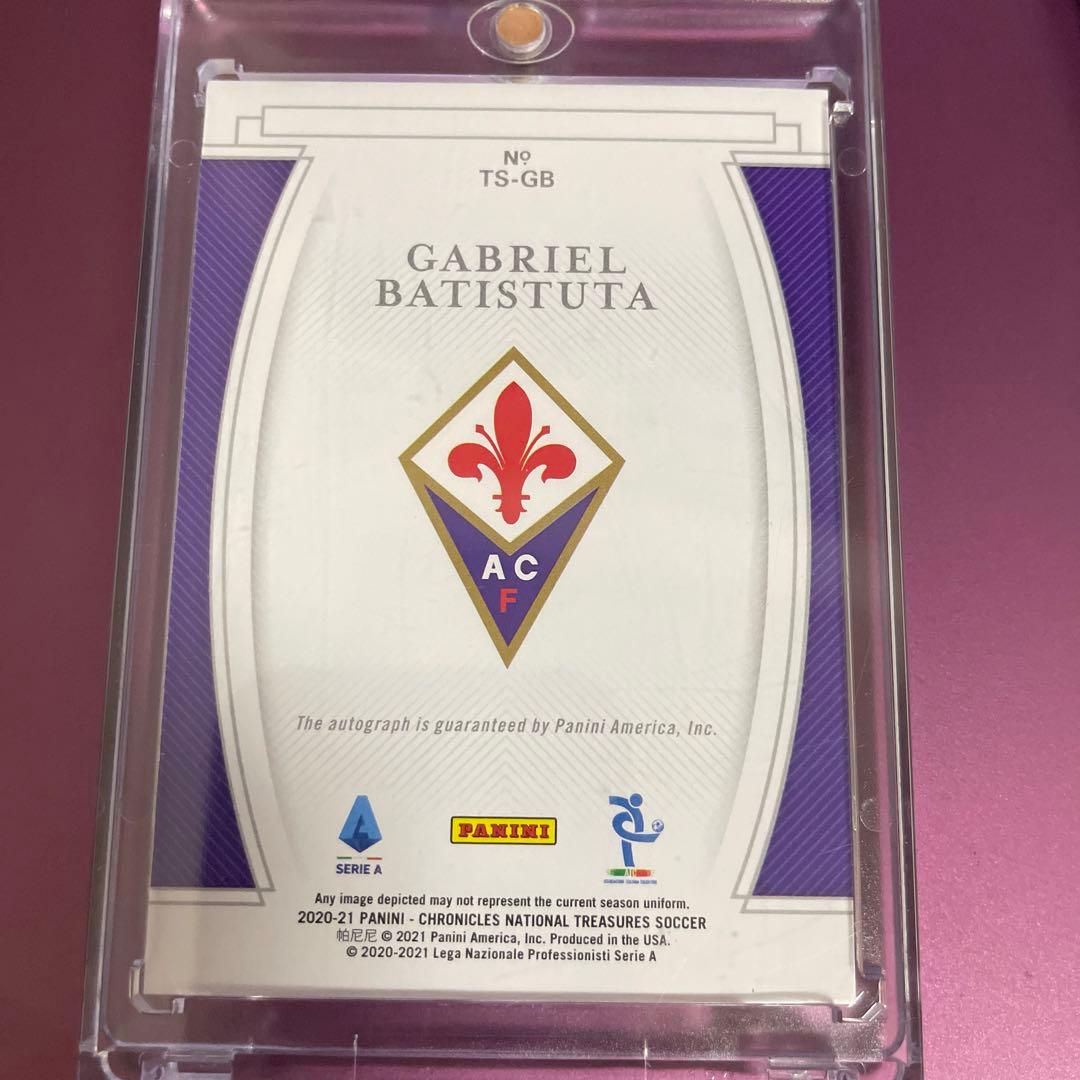 Nº
TS-GB
GABRIEL
BATISTUTA
A C
F
The autograph is guaranteed by Panini America, Inc.
SERIE A
PANINI
AIC
Any image depicted may not represent the current season uniform.
2020-21 PANINI - CHRONICLES NATIONAL TREASURES SOCCER
帕尼尼 © 2021 Panini America, Inc. Produced in the USA.
© 2020-2021 Lega Nazionale Professionisti Serie A